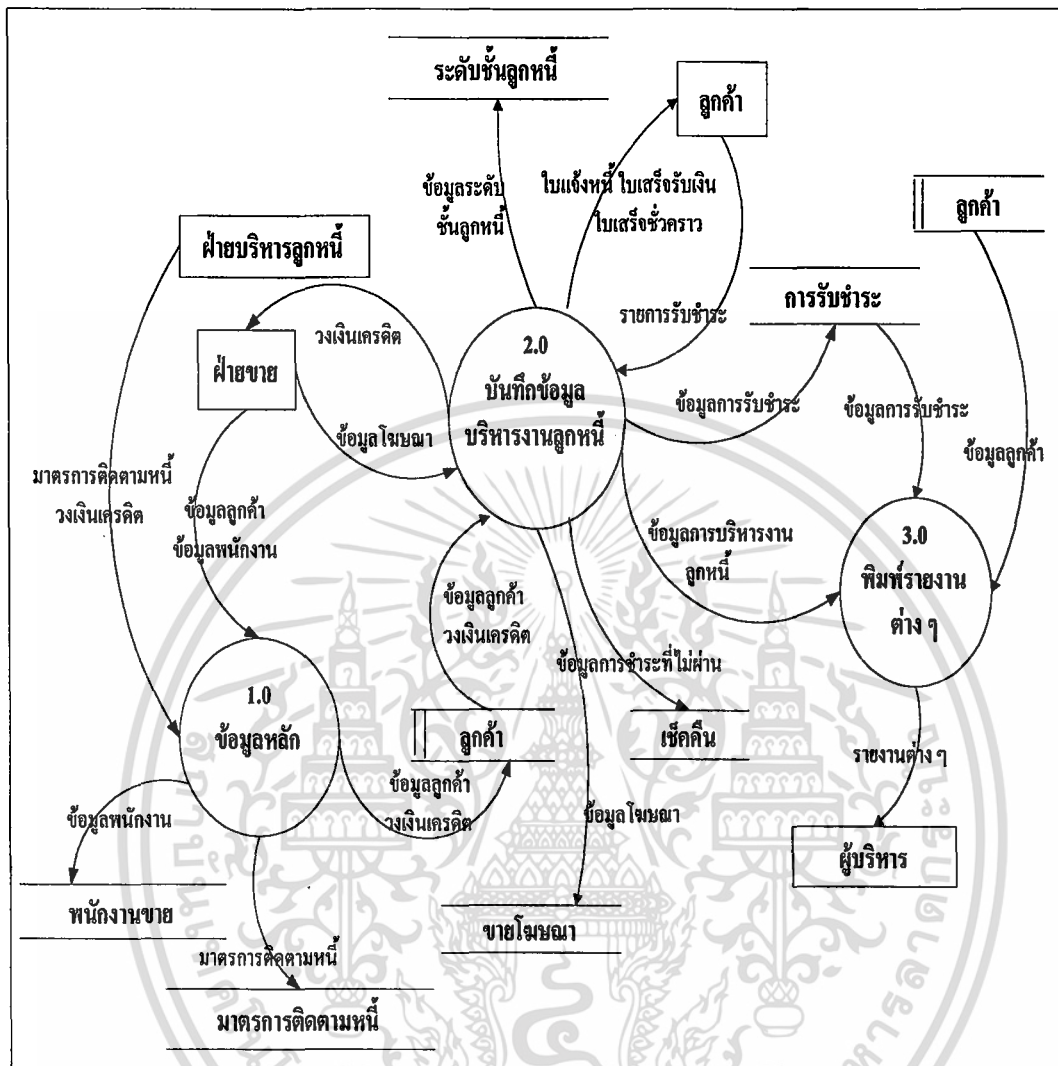 ระดับชั้นลูกหนี้
ลูกค้า
ข้อมูลระดับ
ชั้นลูกหนี้
ใบแจ้งหนี้ ใบเสร็จรับเงิน
ใบเสร็จชั่วคราว
ลูกค้า
ฝ่ายบริหารลูกหนี้
การรับชำระ
วงเงินเครดิต
รายการรับชำระ
2.0
บันทึกข้อมูล
บริหารงานลูกหนี้
ฝ่ายขาย
ข้อมูลการรับชำระ
ข้อมูลการรับชำระ
ข้อมูลโฆษณา
ข้อมูลลูกค้า
มาตรการติดตามหนี้
วงเงินเครดิต
ข้อมูลลูกค้า
ข้อมูลพนักงาน
ข้อมูลการบริหารงาน
ลูกหนี้
3.0
พิมพ์รายงาน
ต่าง ๆ
ข้อมูลลูกค้า
วงเงินเครดิต
ข้อมูลการชำระที่ไม่ผ่าน
1.0
ข้อมูลหลัก
ลูกค้า
เช็คคืน
รายงานต่าง ๆ
ข้อมูลลูกค้า
วงเงินเครดิต
ข้อมูลพนักงาน
ข้อมูลโฆษณา
ผู้บริหาร
พนักงานขาย
ขายโฆษณา
มาตรการติดตามหนี้
มาตรการติดตามหนี้